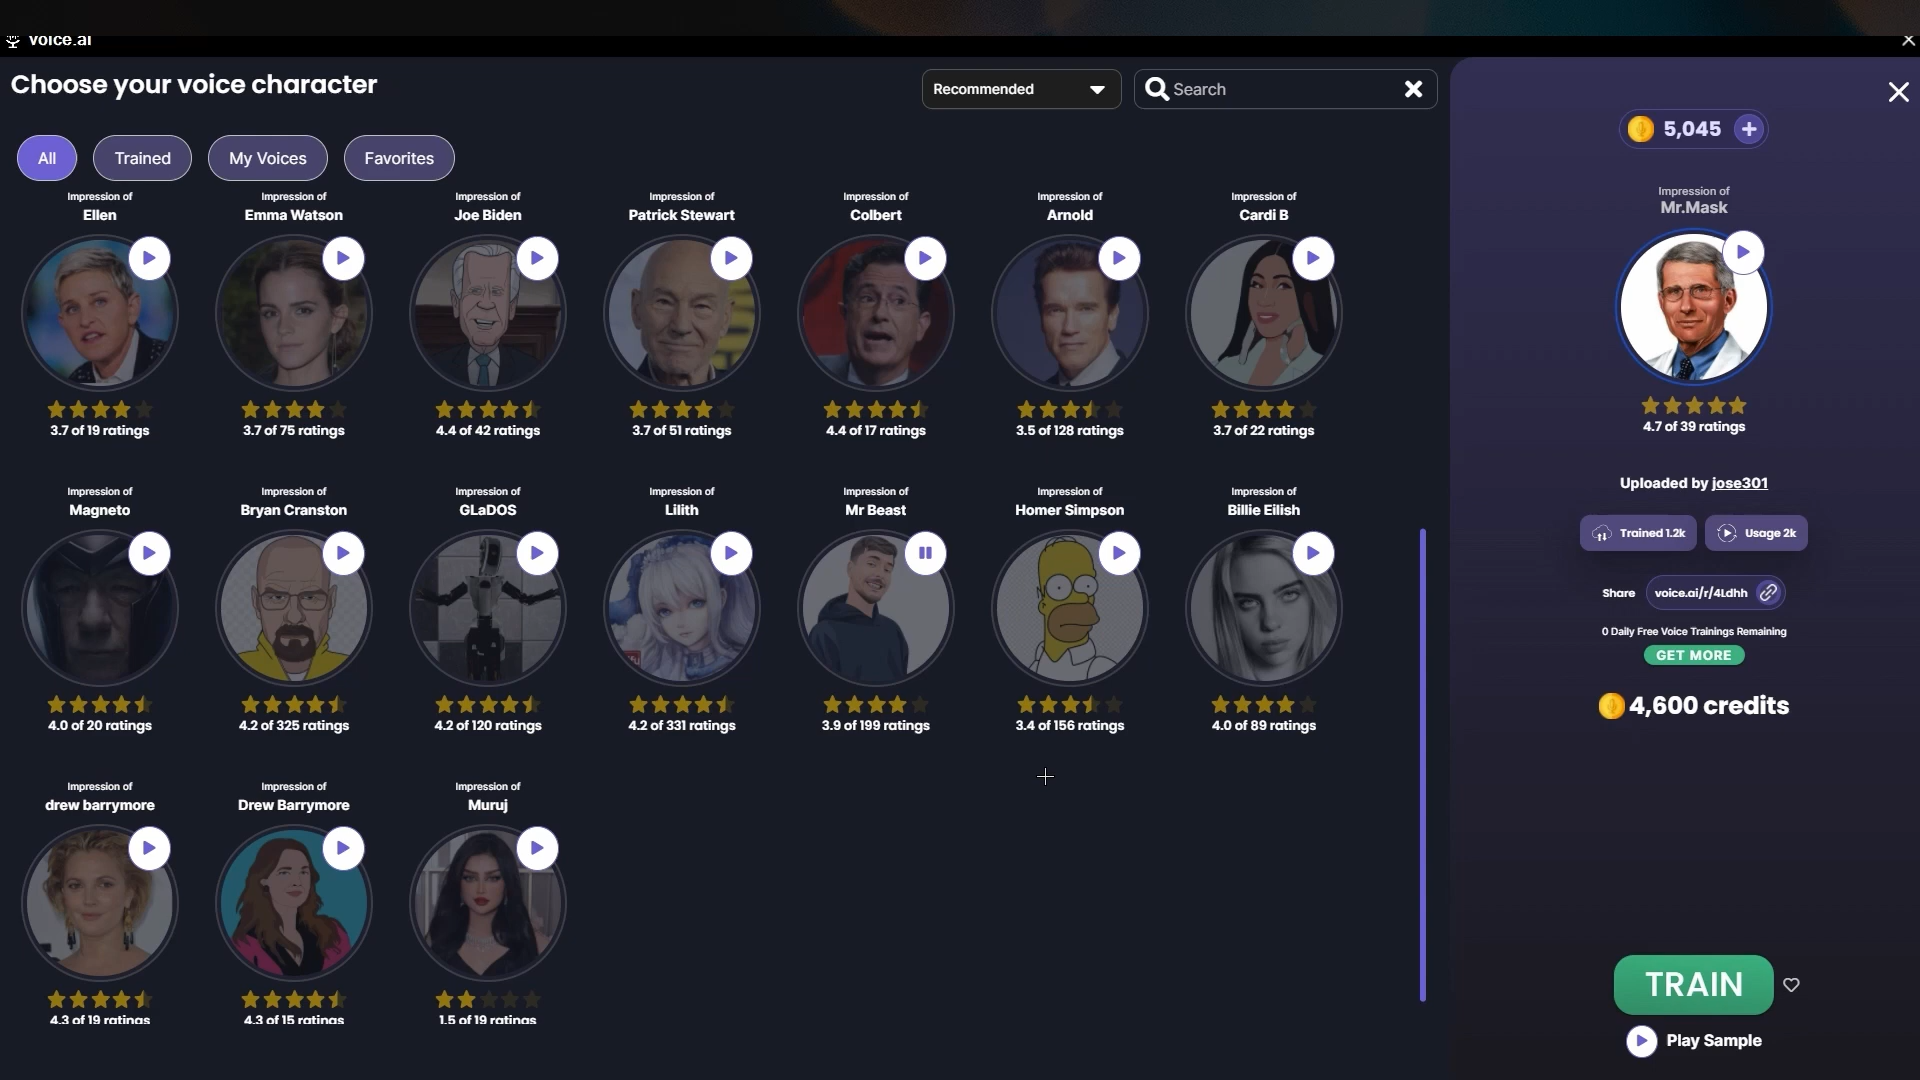 voice.ai
Choose your voice character
Recommended
Search
All
Trained
My Voices
Favorites
5,045
Impression of
Ellen
Impression of
Emma Watson
Impression of
Joe Biden
Impression of
Patrick Stewart
Impression of
Colbert
Impression of
Arnold
Impression of
Cardi B
3.7 of 19 ratings
3.7 of 75 ratings
4.4 of 42 ratings
3.7 of 51 ratings
4.4 of 17 ratings
3.5 of 128 ratings
3.7 of 22 ratings
Impression of
Magneto
Impression of
Bryan Cranston
Impression of
GLaDOS
Impression of
Lilith
Impression of
Mr Beast
Impression of
Homer Simpson
Impression of
Billie Eilish
4.0 of 20 ratings
4.2 of 325 ratings
4.2 of 120 ratings
4.2 of 331 ratings
3.9 of 199 ratings
3.4 of 156 ratings
4.0 of 89 ratings
Impression of
drew barrymore
Impression of
Drew Barrymore
Impression of
Muruj
4.3 of 19 ratings
4.3 of 15 ratings
1.5 of 19 ratings
Impression of
Mr.Mask
4.7 of 39 ratings
Uploaded by jose301
Trained 1.2k
Usage 2k
Share
voice.ai/r/4Ldhh
0 Daily Free Voice Trainings Remaining
GET MORE
4,600 credits
TRAIN
Play Sample